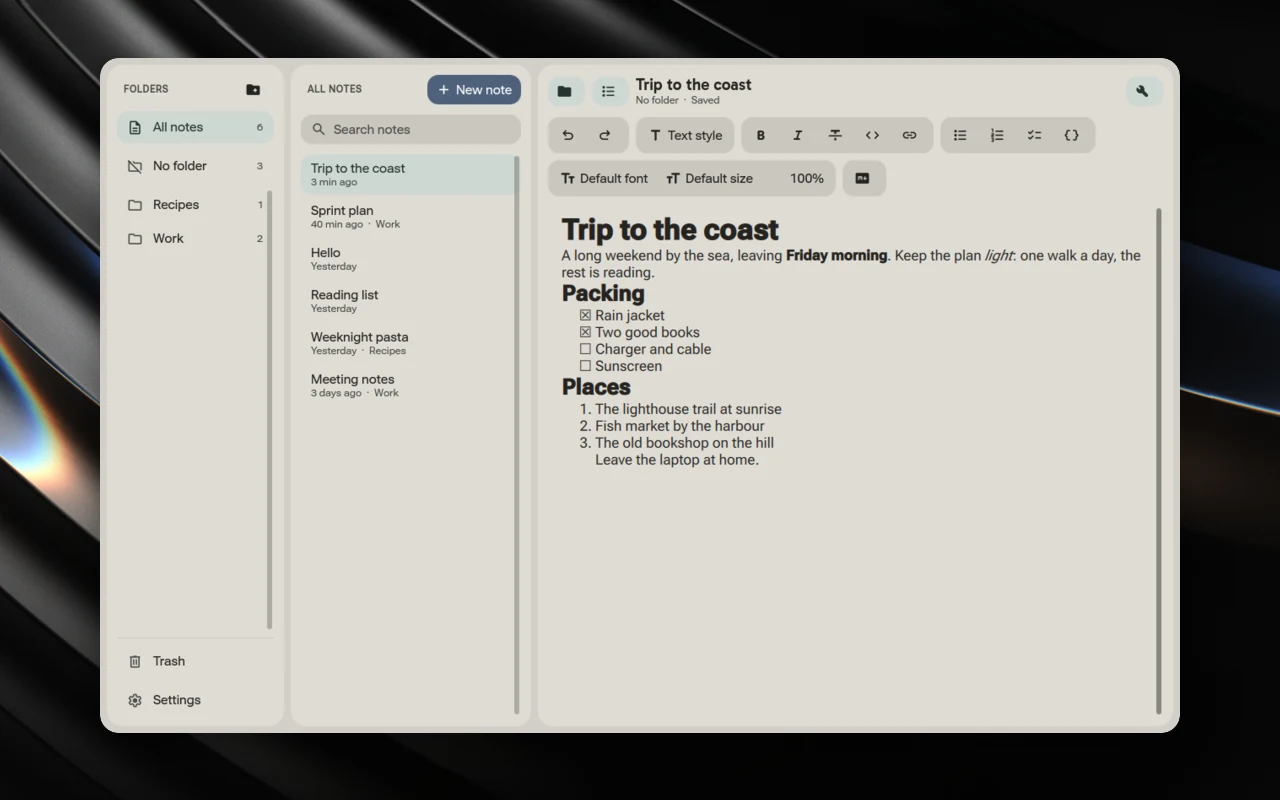 FOLDERS
All notes 6
No folder 3
Recipes 1
Work 2
Trash
Settings
ALL NOTES
+ New note
Search notes
Trip to the coast
3 min ago
Sprint plan
40 min ago · Work
Hello
Yesterday
Reading list
Yesterday
Weeknight pasta
Yesterday · Recipes
Meeting notes
3 days ago · Work
Trip to the coast
No folder · Saved
T Text style B I
Tт Default font тT Default size 100% M+
Trip to the coast
A long weekend by the sea, leaving Friday morning. Keep the plan light: one walk a day, the
rest is reading.
Packing
☒ Rain jacket
☒ Two good books
☐ Charger and cable
☐ Sunscreen
Places
1. The lighthouse trail at sunrise
2. Fish market by the harbour
3. The old bookshop on the hill
Leave the laptop at home.